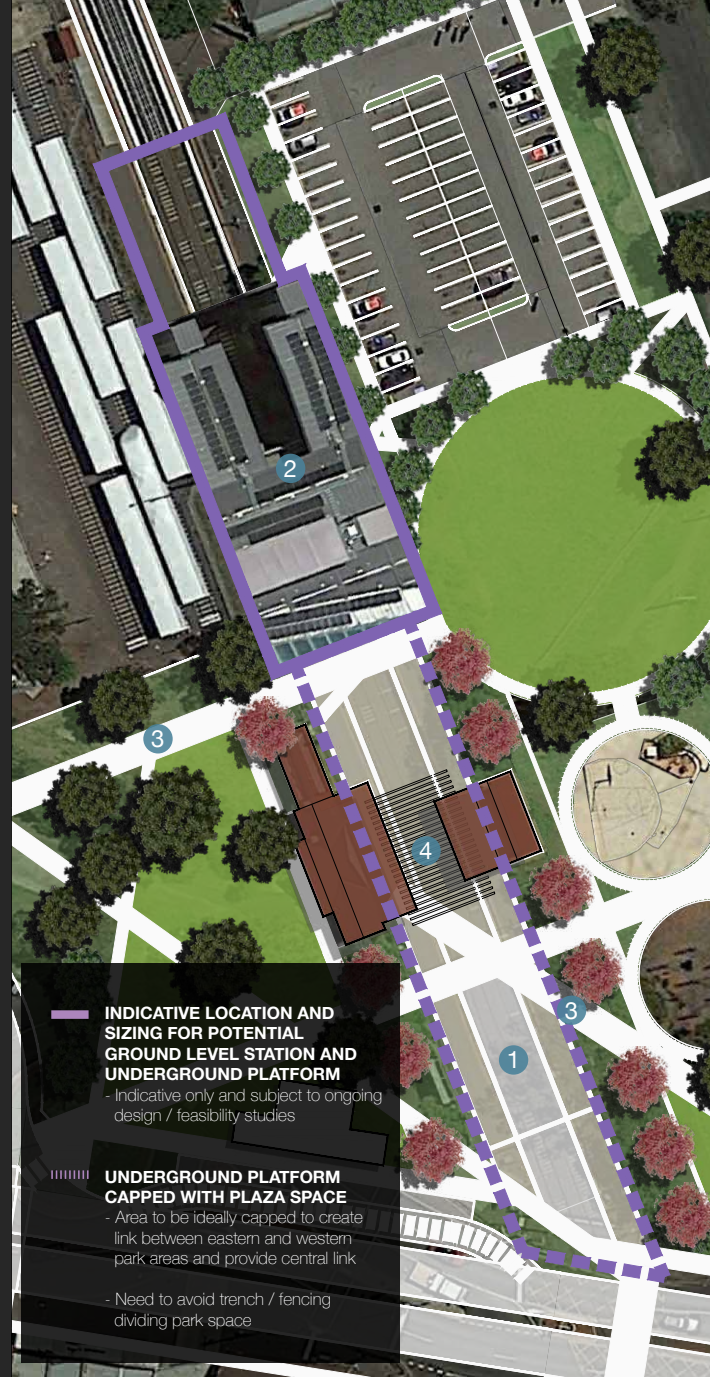 2
3
4
3
1
INDICATIVE LOCATION AND
SIZING FOR POTENTIAL
GROUND LEVEL STATION AND
UNDERGROUND PLATFORM
- Indicative only and subject to ongoing
design / feasibility studies
UNDERGROUND PLATFORM
CAPPED WITH PLAZA SPACE
- Area to be ideally capped to create
link between eastern and western
park areas and provide central link
- Need to avoid trench / fencing
dividing park space